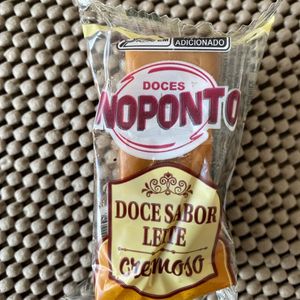 ADICIONADO
DOCES
NOPONTO
DOCE SABOR
LEITE
cremoso